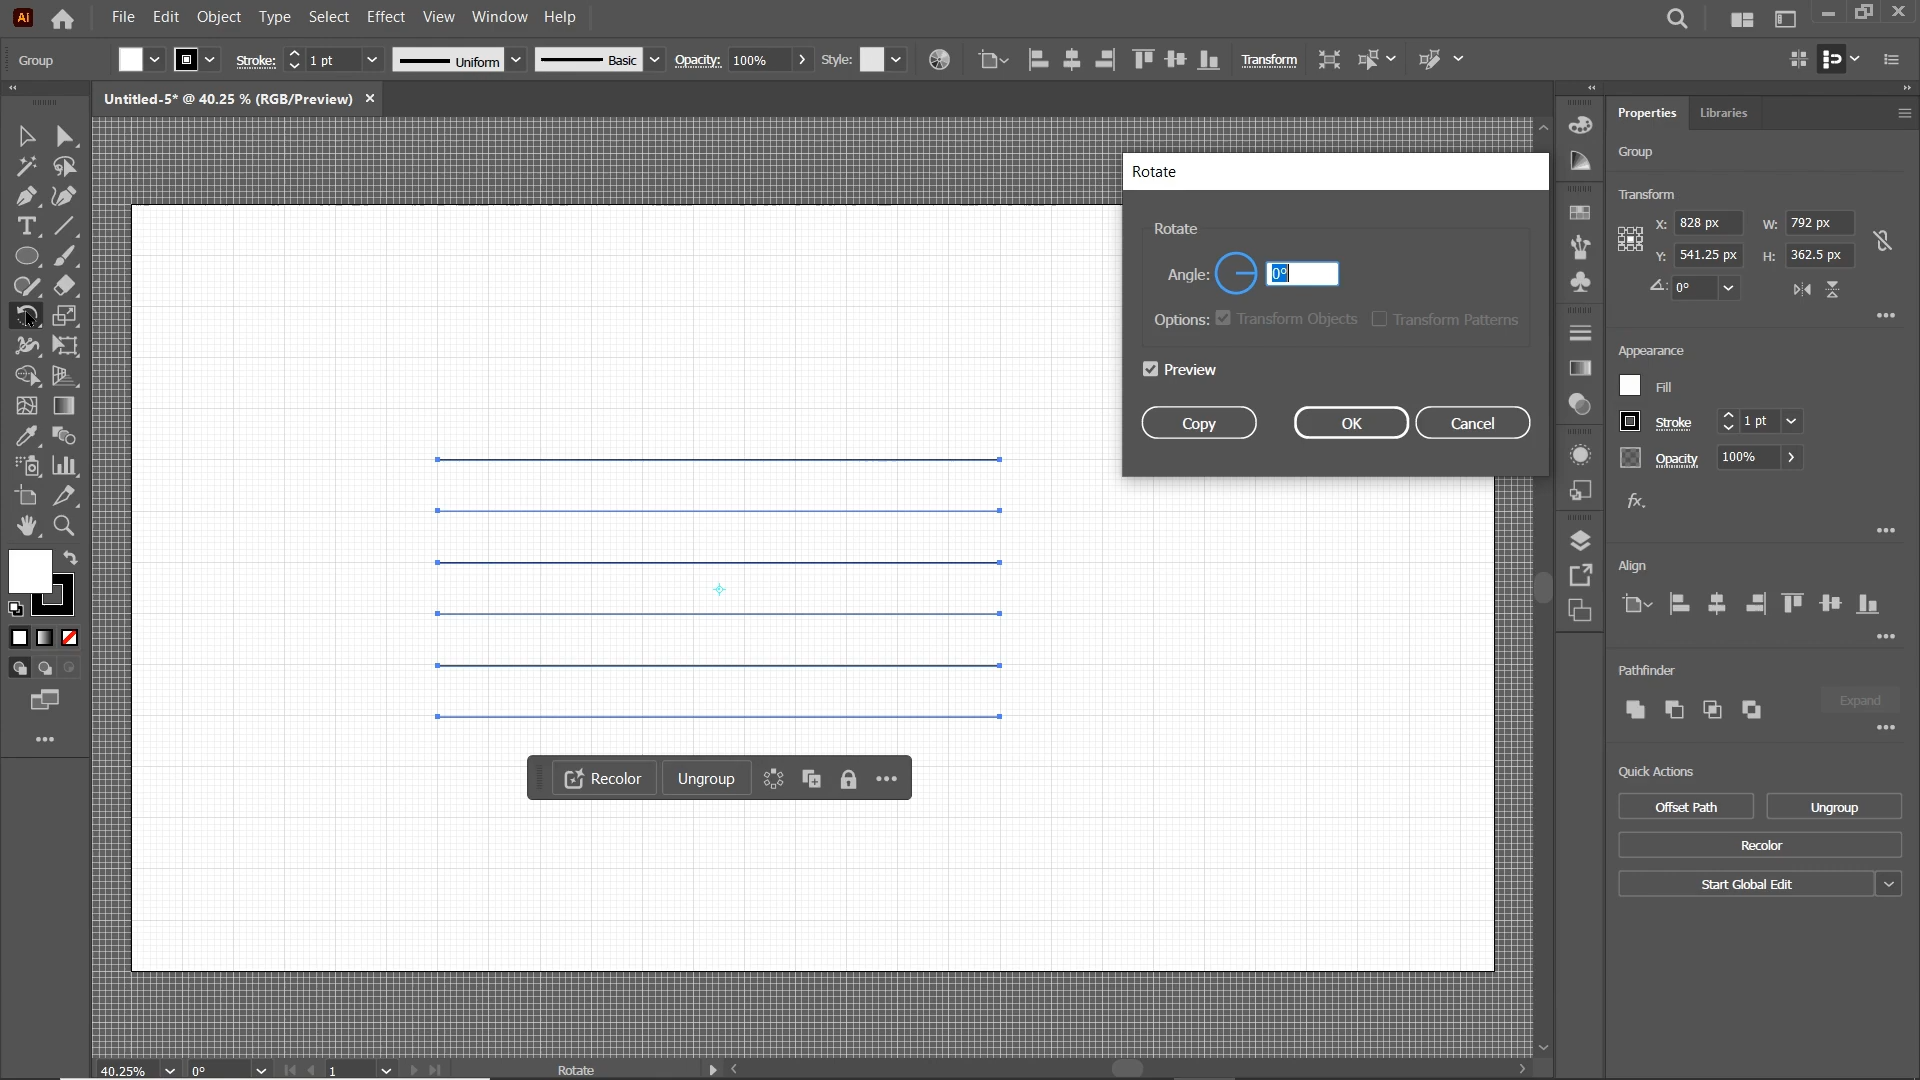 Ai File Edit Object Type Select Effect View Window Help
Group Stroke: 1 pt Uniform Basic Opacity: 100% Style: Transform
Untitled-5* @ 40.25 % (RGB/Preview)
Rotate
Rotate
Angle: 0°
Options: Transform Objects Transform Patterns
Preview
Copy OK Cancel
Recolor Ungroup
40.25% 0° 1 Rotate
Properties Libraries
Group
Transform
X: 828 px W: 792 px
Y: 541.25 px H: 362.5 px
0°
Appearance
Fill
Stroke 1 pt
Opacity 100%
fx.
Align
Pathfinder
Expand
Quick Actions
Offset Path Ungroup
Recolor
Start Global Edit